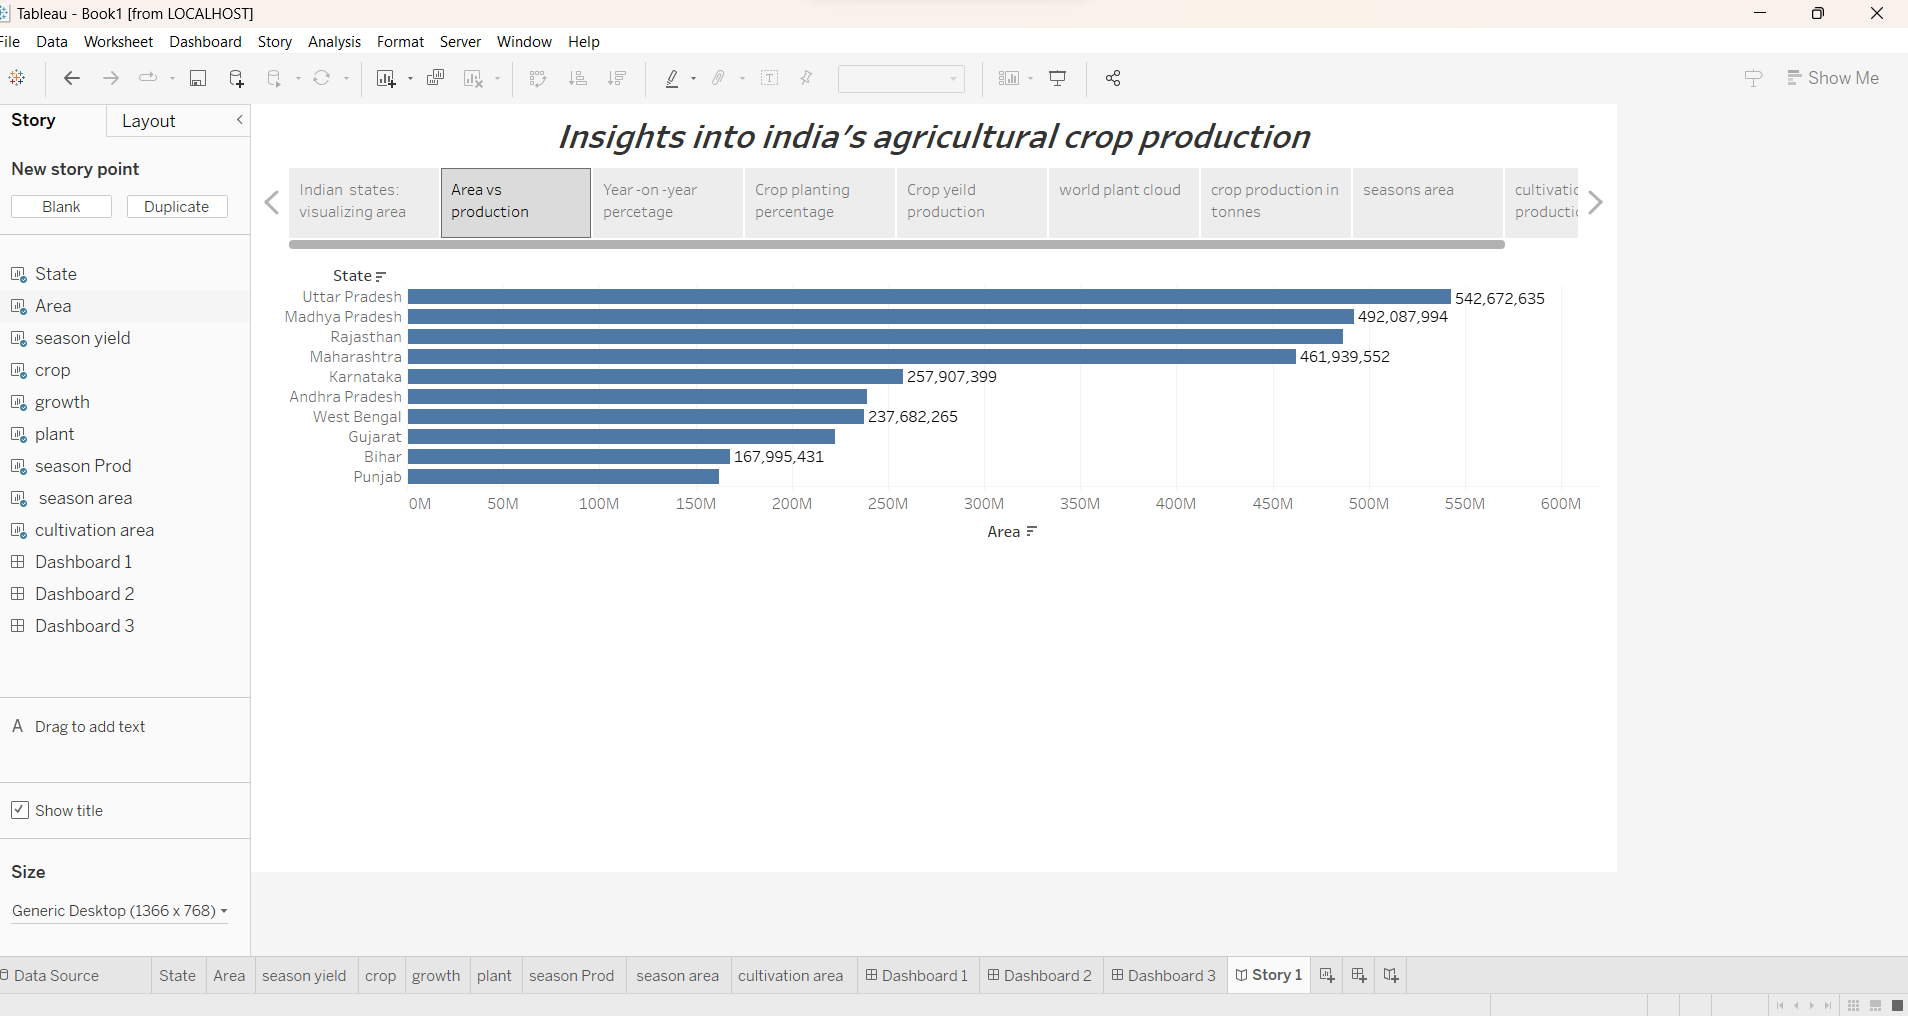 Tableau - Book1 [from LOCALHOST]
File Data Worksheet Dashboard Story Analysis Format Server Window Help
Show Me
Story Layout
New story point
Blank Duplicate
State
Area
season yield
crop
growth
plant
season Prod
season area
cultivation area
Dashboard 1
Dashboard 2
Dashboard 3
A Drag to add text
Show title
Size
Generic Desktop (1366 x 768)
Insights into india's agricultural crop production
Indian states:
visualizing area
Area vs
production
Year-on-year
percetage
Crop planting
percentage
Crop yeild
production
world plant cloud
crop production in
tonnes
seasons area
cultivatic
productic
State
Uttar Pradesh 542,672,635
Madhya Pradesh 492,087,994
Rajasthan
Maharashtra 461,939,552
Karnataka 257,907,399
Andhra Pradesh
West Bengal 237,682,265
Gujarat
Bihar 167,995,431
Punjab
0M 50M 100M 150M 200M 250M 300M 350M 400M 450M 500M 550M 600M
Area
Data Source State Area season yield crop growth plant season Prod season area cultivation area Dashboard 1 Dashboard 2 Dashboard 3 Story 1